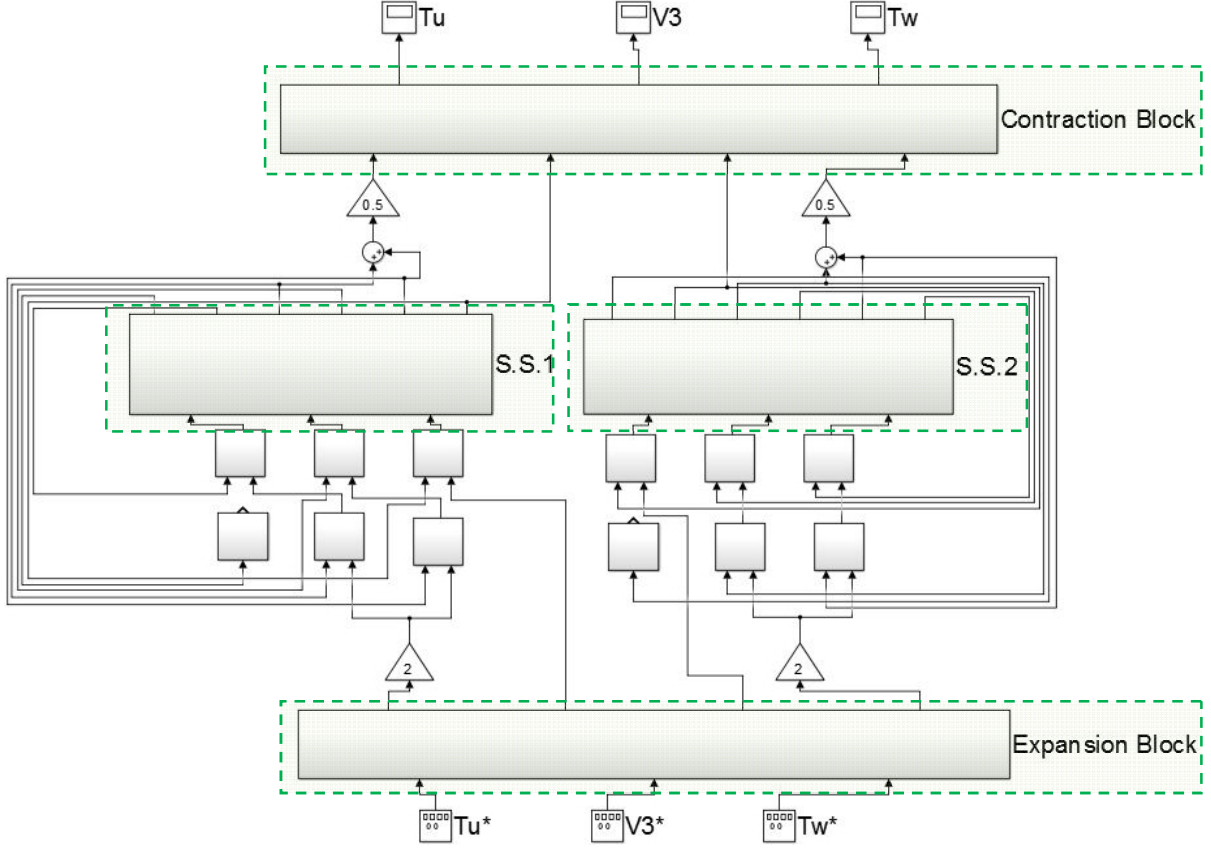 Tu
V3
Tw
Contraction Block
0.5
0.5
+
+
+
+
S.S.1
S.S.2
2
2
Expansion Block
Tu*
V3*
Tw*